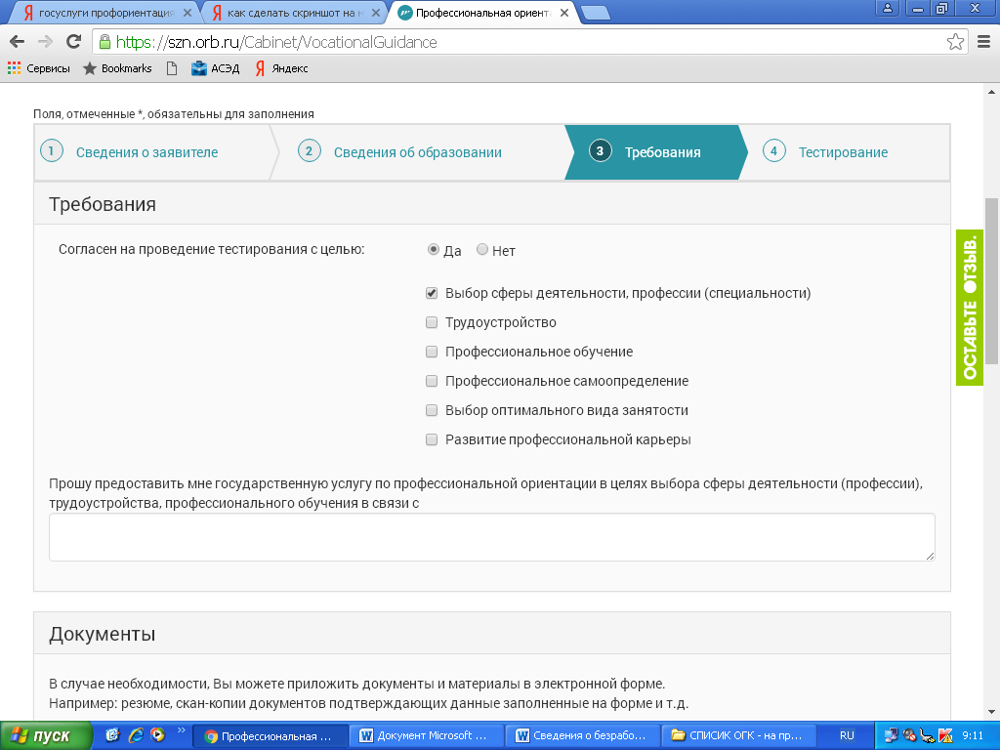 госуслуги профориентация
как сделать скриншот на н
Профессиональная ориент
https://szn.orb.ru/Cabinet/VocationalGuidance
Сервисы Bookmarks АСЭД Яндекс
Поля, отмеченные *, обязательны для заполнения
1 Сведения о заявителе 2 Сведения об образовании 3 Требования 4 Тестирование
Требования
Согласен на проведение тестирования с целью: Да Нет
Выбор сферы деятельности, профессии (специальности)
Трудоустройство
Профессиональное обучение
Профессиональное самоопределение
Выбор оптимального вида занятости
Развитие профессиональной карьеры
ОСТАВЬТЕ ОТЗЫВ.
Прошу предоставить мне государственную услугу по профессиональной ориентации в целях выбора сферы деятельности (профессии),
трудоустройства, профессионального обучения в связи с
Документы
В случае необходимости, Вы можете приложить документы и материалы в электронной форме.
Например: резюме, скан-копии документов подтверждающих данные заполненные на форме и т.д.
пуск Профессиональная ... Документ Microsoft ... Сведения о безрабо... СПИСИК ОГК - на пр... RU 9:11